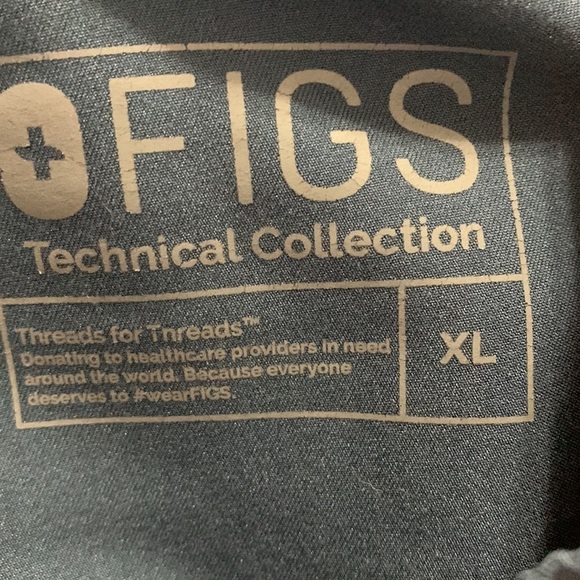 FIGS
Technical Collection
Threads for Threads™
Donating to healthcare providers in need
around the world. Because everyone
deserves to #wearFIGS.
XL